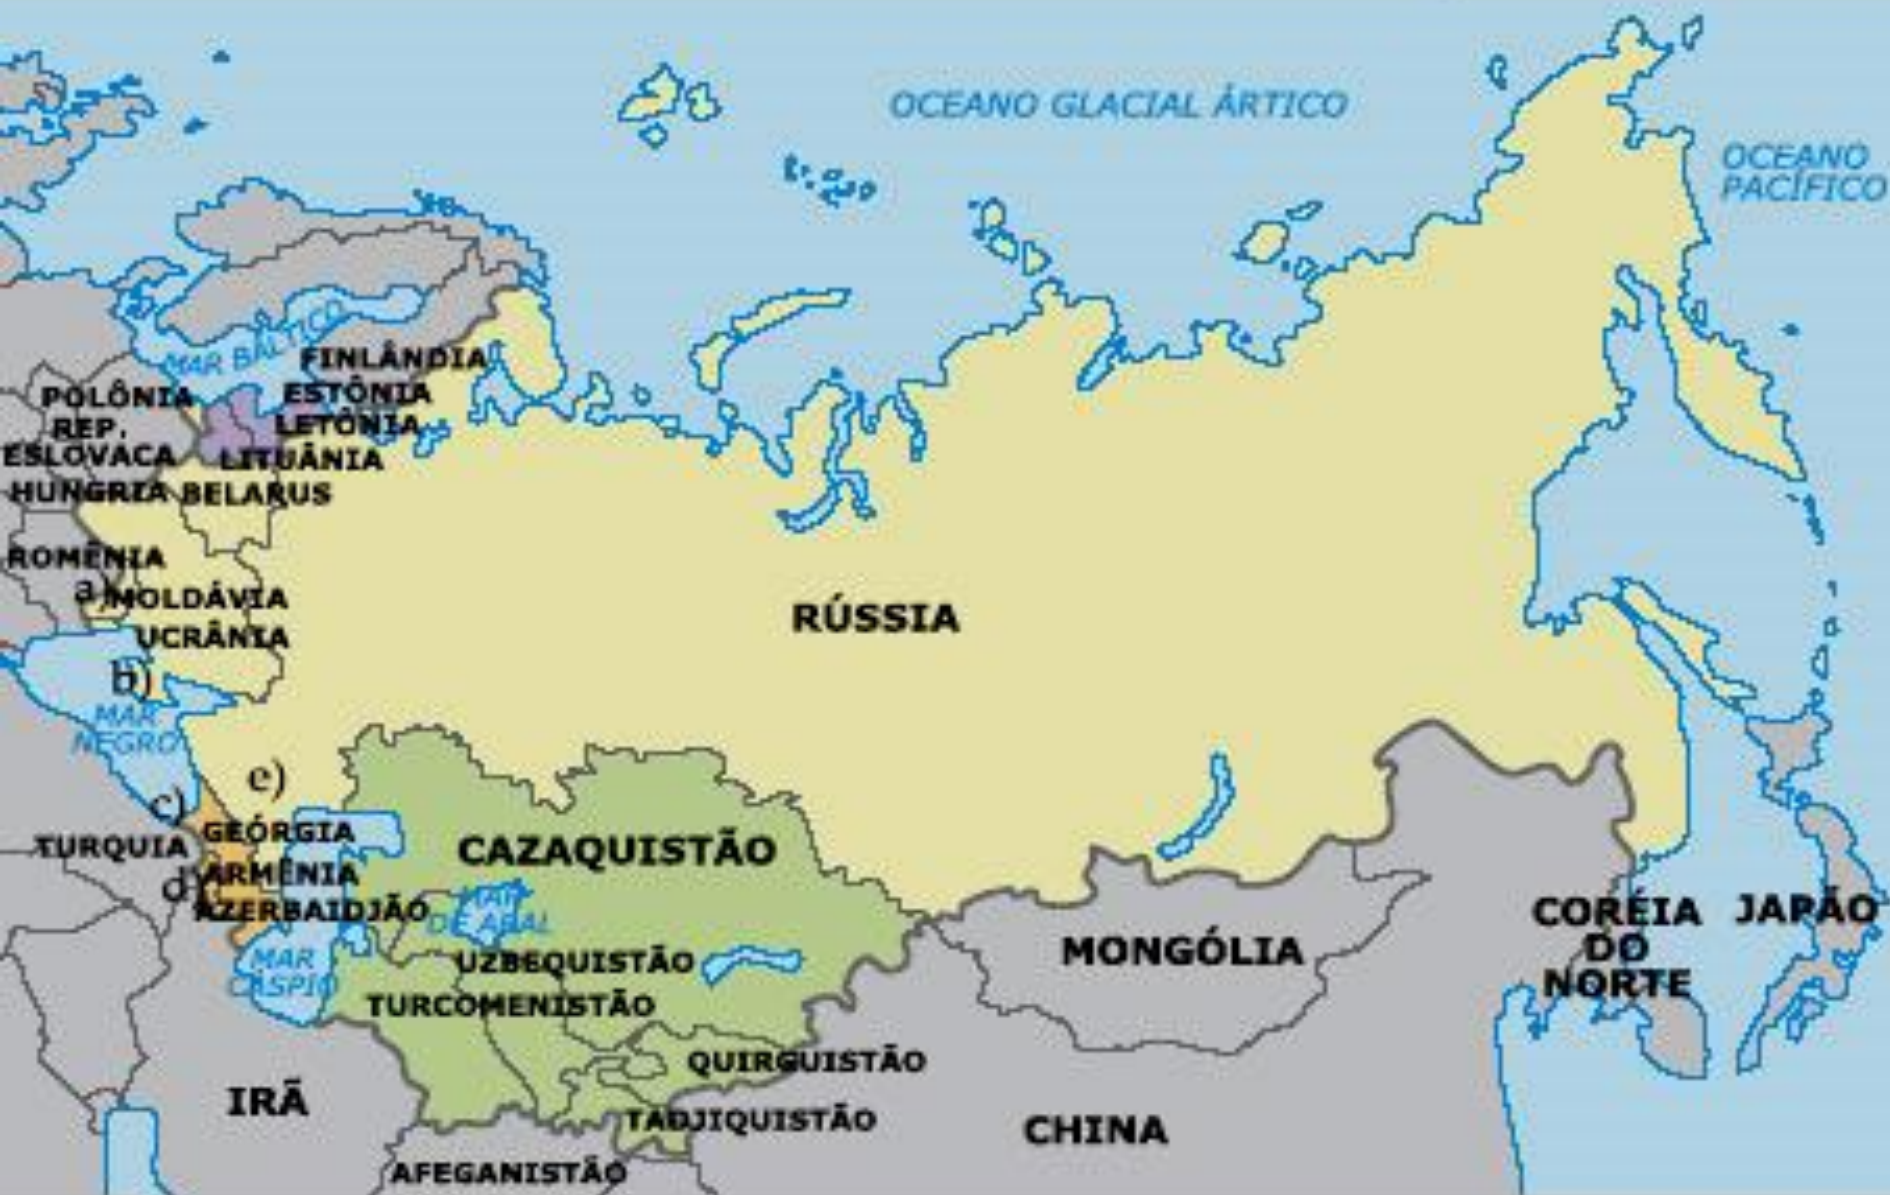 OCEANO GLACIAL ÁRTICO
OCEANO
PACÍFICO
MAR BÁLTICO
FINLÂNDIA
ESTÔNIA
POLÔNIA
LETÔNIA
REP.
ESLOVACA
LITUÂNIA
HUNGRIA
BELARUS
ROMÊNIA
a)
MOLDÁVIA
UCRÂNIA
RÚSSIA
b)
MAR
NEGRO
e)
c)
GEÓRGIA
TURQUIA
CAZAQUISTÃO
ARMÊNIA
d)
AZERBAIDJÃO
MAR
DE ARAL
MAR
CÁSPIO
UZBEQUISTÃO
TURCOMENISTÃO
MONGÓLIA
CORÉIA
DO
NORTE
JAPÃO
QUIRGUISTÃO
IRÃ
TADJIQUISTÃO
CHINA
AFEGANISTÃO